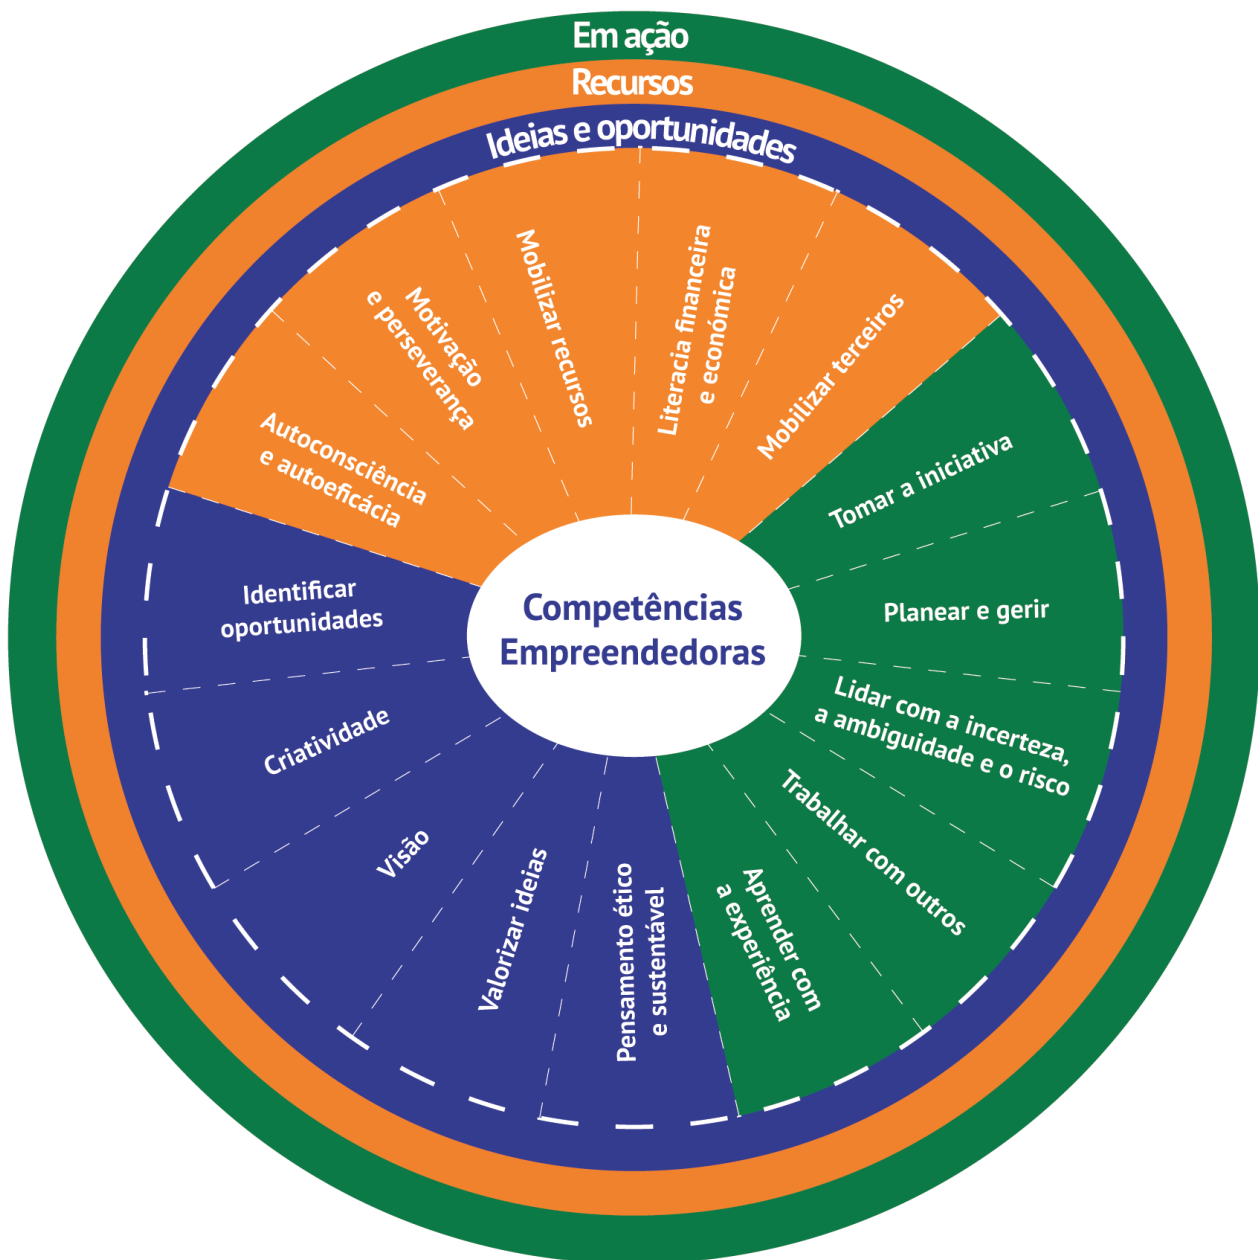 Em ação
Recursos
Ideias e oportunidades
Mobilizar recursos
Literacia financeira
e económica
Mobilizar terceiros
Motivação
e perseverança
Autoconsciência
e autoeficácia
Tomar a iniciativa
Identificar
oportunidades
Competências
Empreendedoras
Planear e gerir
Lidar com a incerteza,
a ambiguidade e o risco
Criatividade
Trabalhar com outros
Visão
Valorizar ideias
Pensamento ético
e sustentável
Aprender com
a experiência